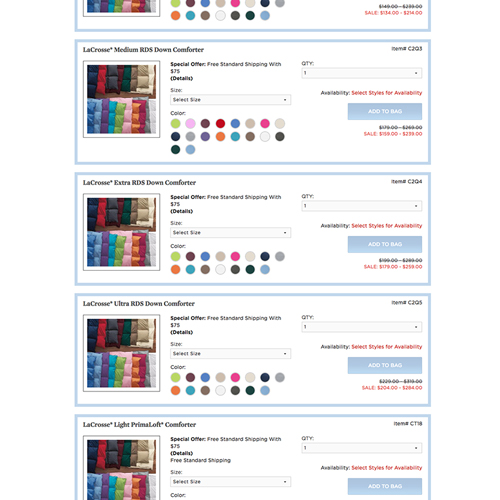 $149.00 - $239.00
SALE: $134.00 - $214.00
LaCrosse® Medium RDS Down Comforter
Item# C2Q3
Special Offer: Free Standard Shipping With
$75
(Details)
QTY:
1
Size:
Select Size
Availability: Select Styles for Availability
ADD TO BAG
Color:
$179.00 - $269.00
SALE: $159.00 - $239.00
LaCrosse® Extra RDS Down Comforter
Item# C2Q4
Special Offer: Free Standard Shipping With
$75
(Details)
QTY:
1
Size:
Select Size
Availability: Select Styles for Availability
ADD TO BAG
Color:
$199.00 - $289.00
SALE: $179.00 - $259.00
LaCrosse® Ultra RDS Down Comforter
Item# C2Q5
Special Offer: Free Standard Shipping With
$75
(Details)
QTY:
1
Size:
Select Size
Availability: Select Styles for Availability
ADD TO BAG
Color:
$229.00 - $319.00
SALE: $204.00 - $284.00
LaCrosse® Light PrimaLoft® Comforter
Item# CT18
Special Offer: Free Standard Shipping With
$75
(Details)
Free Standard Shipping
QTY:
1
Size:
Select Size
Availability: Select Styles for Availability
ADD TO BAG
Color: